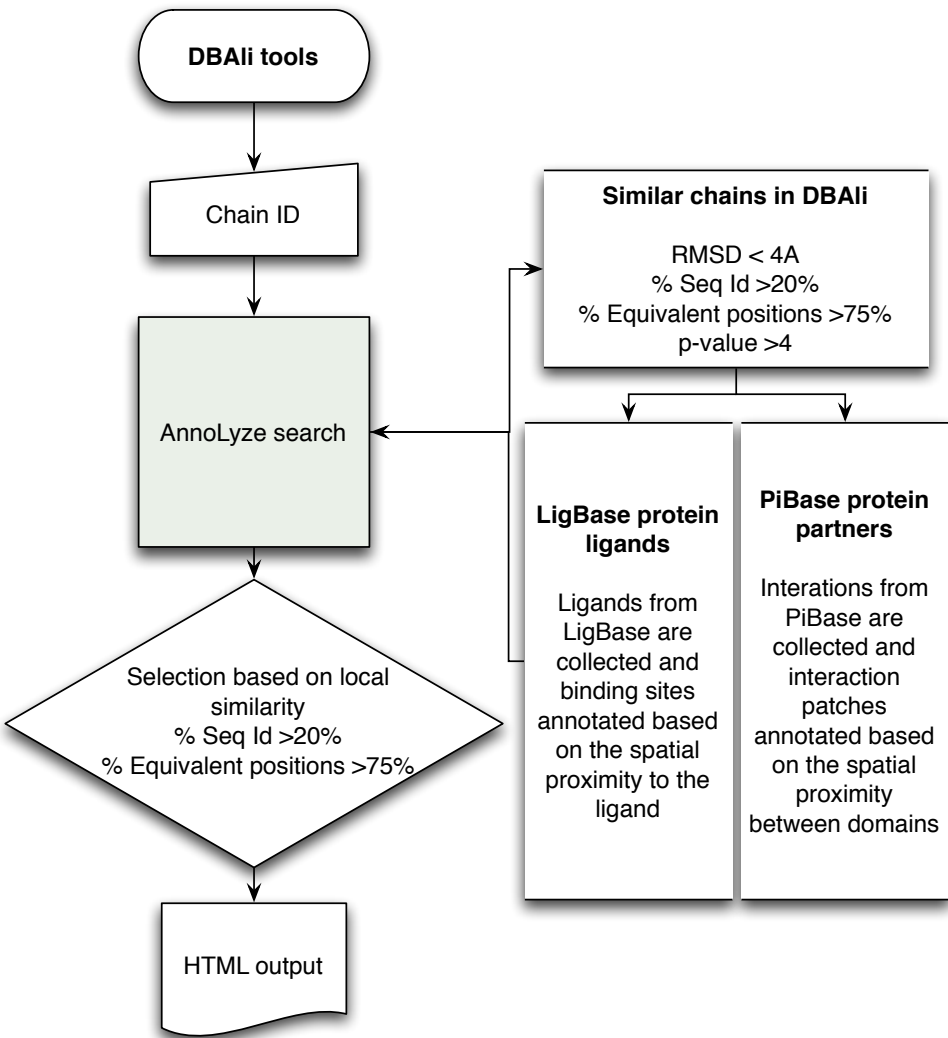 DBAli tools
Chain ID
AnnoLyze search
Selection based on local
similarity
% Seq Id >20%
% Equivalent positions >75%
HTML output
Similar chains in DBAli
RMSD < 4A
% Seq Id >20%
% Equivalent positions >75%
p-value >4
LigBase protein
ligands
Ligands from
LigBase are
collected and
binding sites
annotated based
on the spatial
proximity to the
ligand
PiBase protein
partners
Interations from
PiBase are
collected and
interaction
patches
annotated based
on the spatial
proximity
between domains